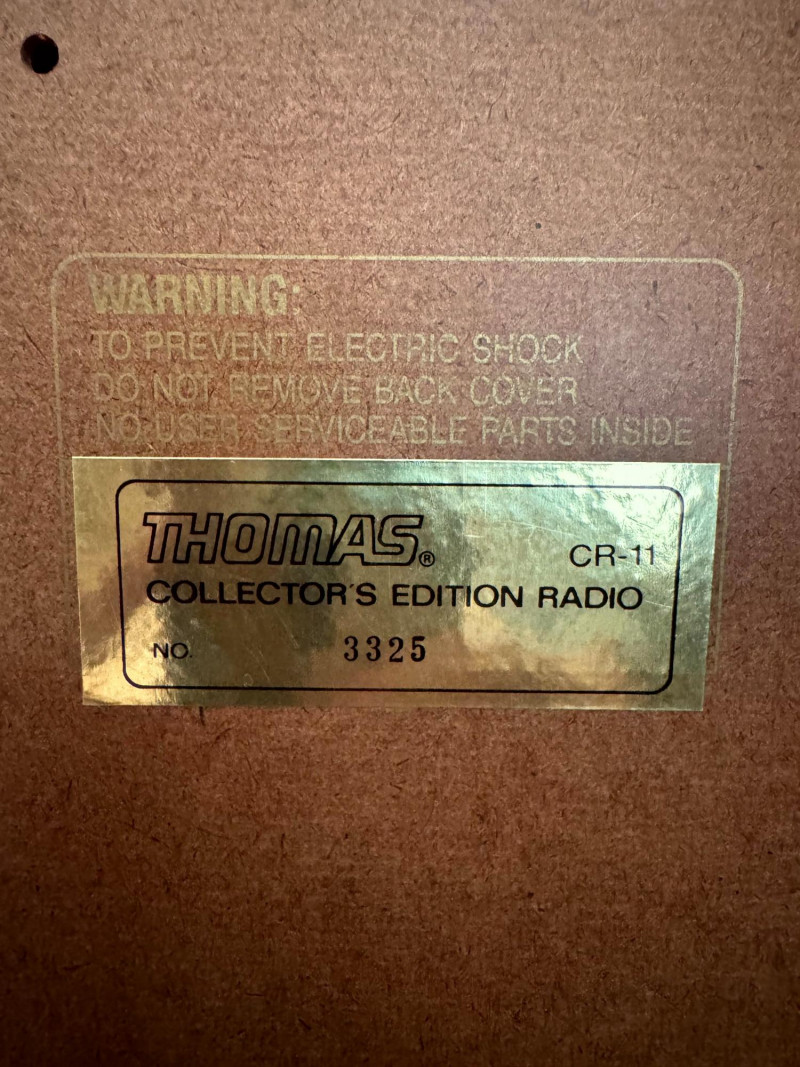 WARNING:
TO PREVENT ELECTRIC SHOCK
DO NOT REMOVE BACK COVER
NO USER SERVICEABLE PARTS INSIDE
THOMAS® CR-11
COLLECTOR'S EDITION RADIO
NO. 3325